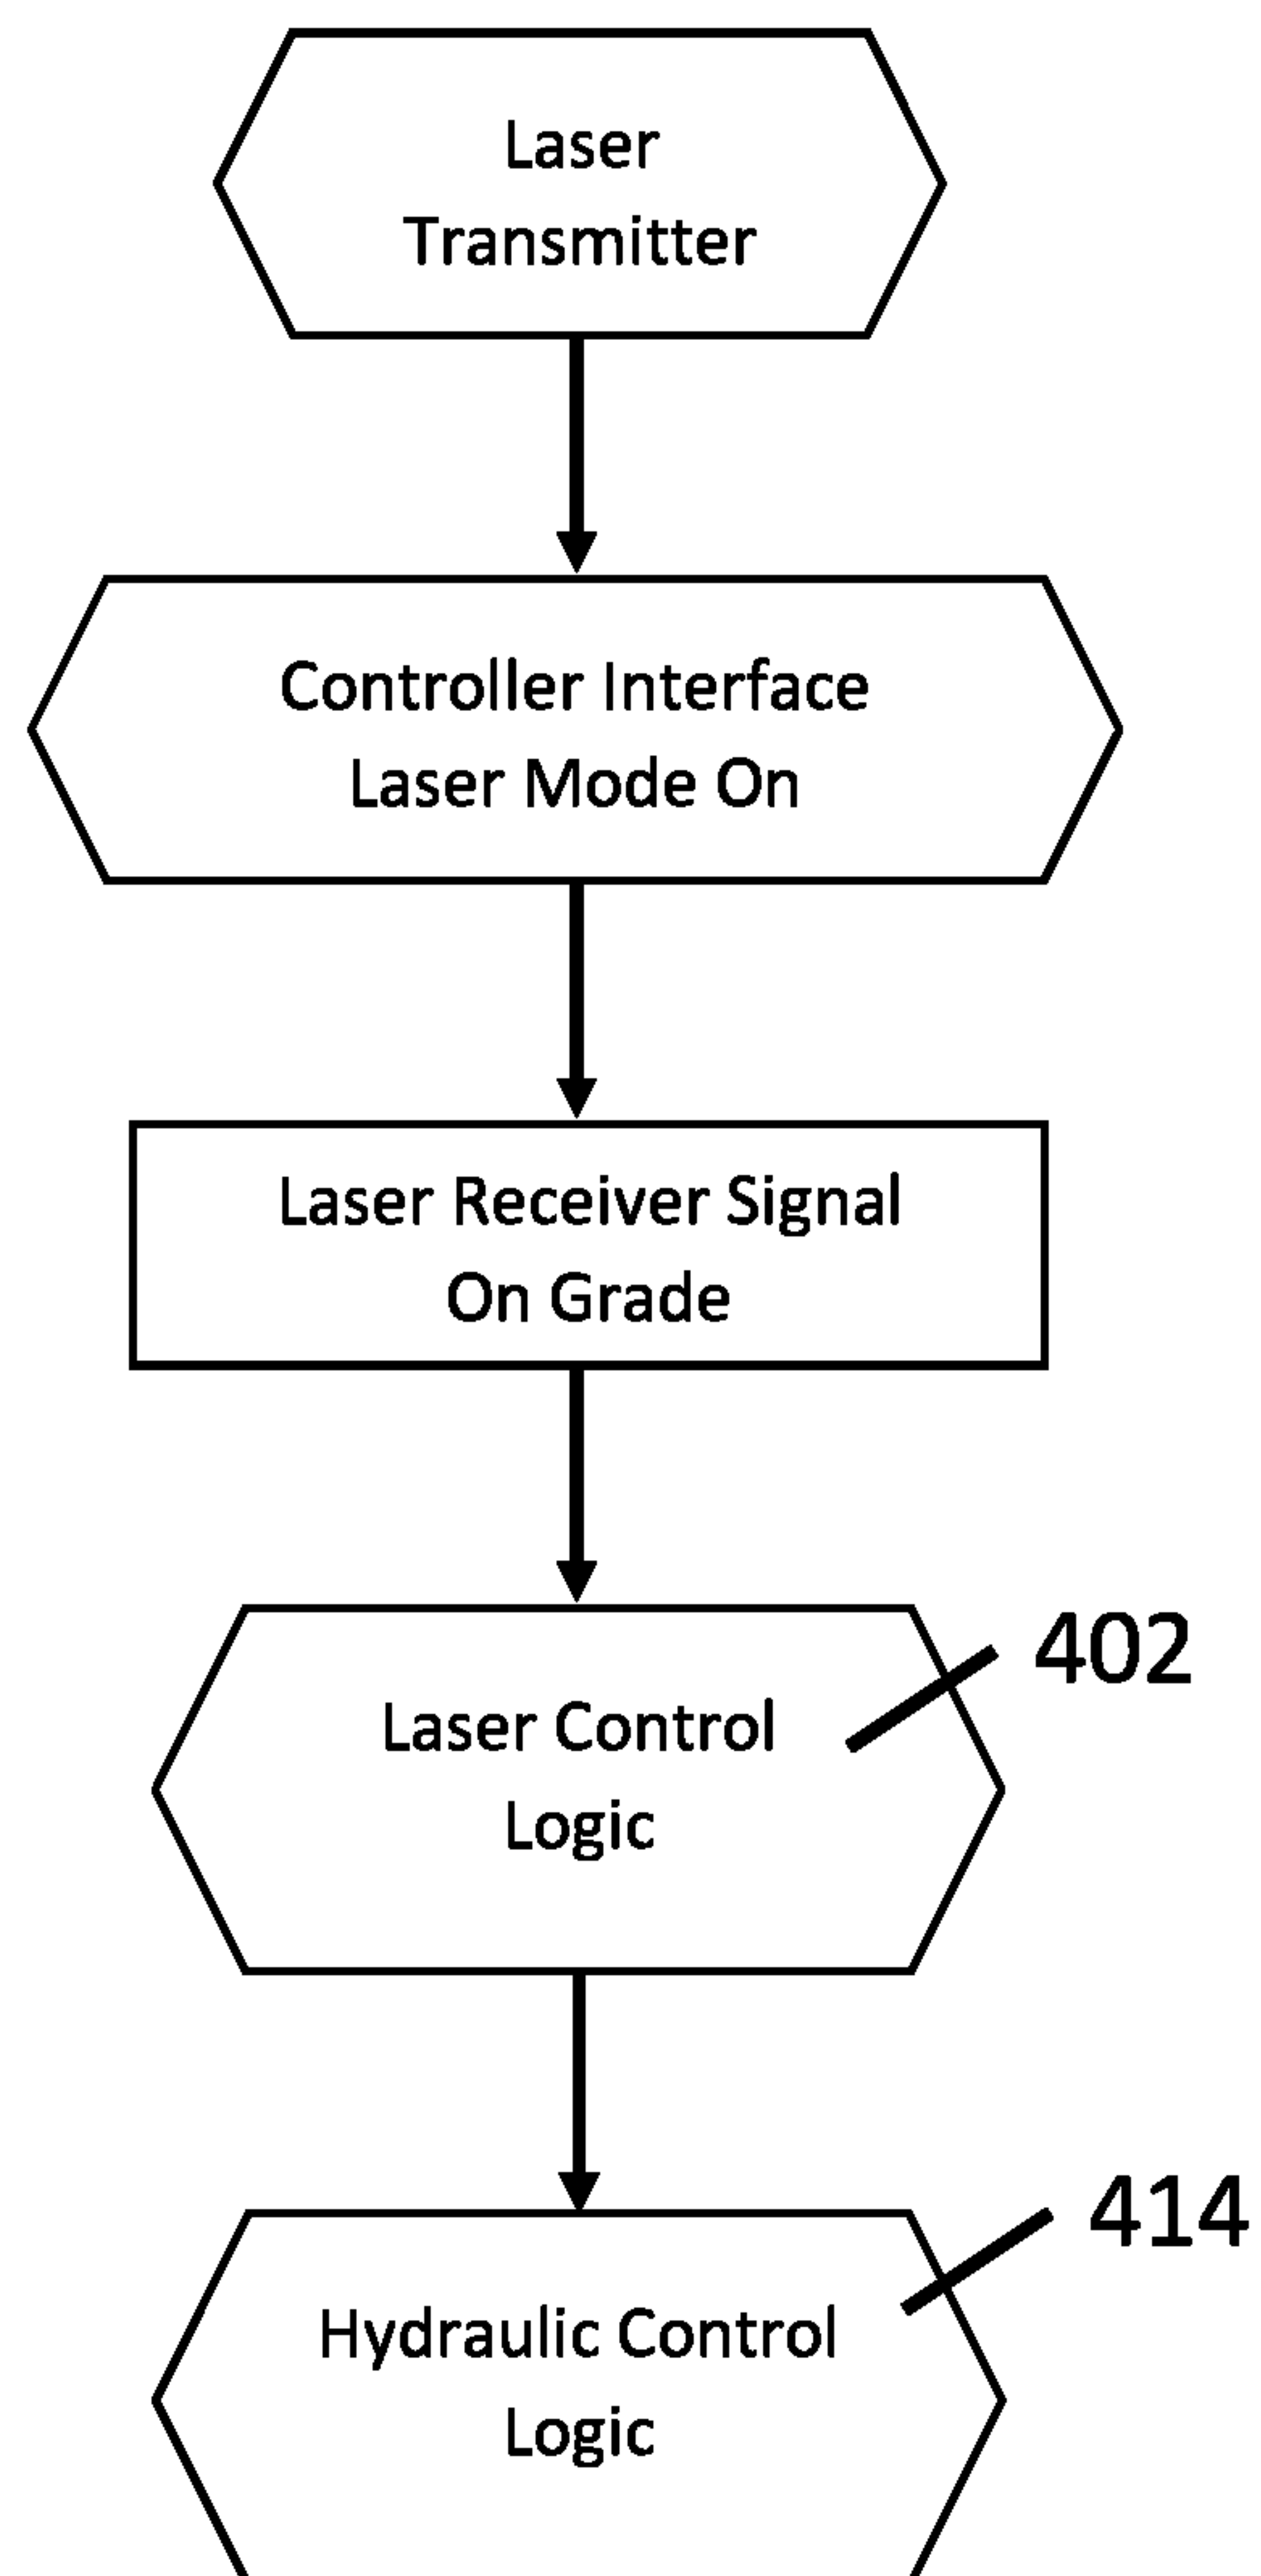 Laser
Transmitter
Controller Interface
Laser Mode On
Laser Receiver Signal
On Grade
402
Laser Control
Logic
414
Hydraulic Control
Logic